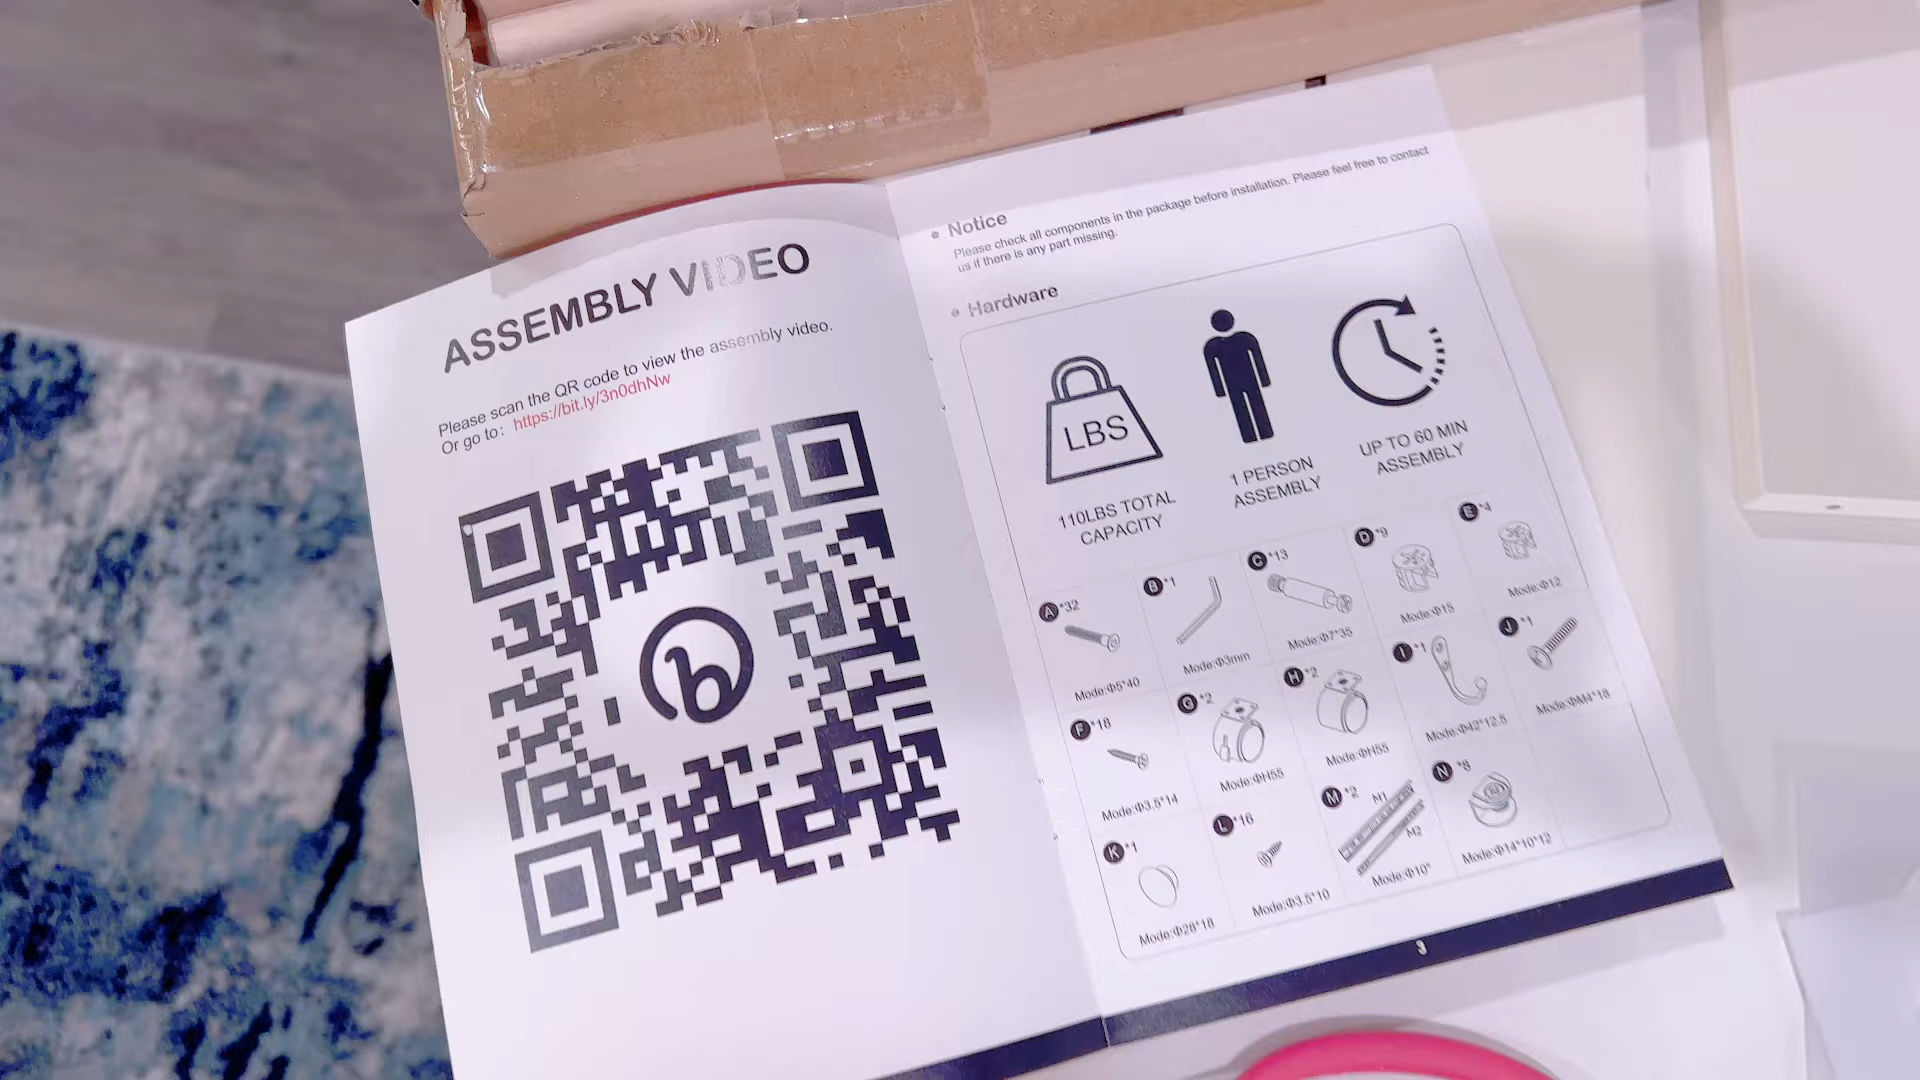 ASSEMBLY VIDEO
Please scan the QR code to view the assembly video.
Or go to: https://bit.ly/3n0dhNw
b
Notice
Please check all components in the package before installation. Please feel free to contact
us if there is any part missing.
Hardware
LBS
110LBS TOTAL
CAPACITY
1 PERSON
ASSEMBLY
UP TO 60 MIN
ASSEMBLY
A *32
Mode:Φ5*40
B *1
Mode:Φ3mm
C *13
Mode:Φ7*35
D *9
Mode:Φ15
E *4
Mode:Φ12
F *18
Mode:Φ3.5*14
G *2
Mode:ΦH55
H *2
Mode:ΦH55
I *1
Mode:Φ42*12.5
J *1
Mode:ΦM4*18
K *1
Mode:Φ28*18
L *16
Mode:Φ3.5*10
M *2
M1
M2
Mode:Φ10"
N *8
Mode:Φ14*10*12
3